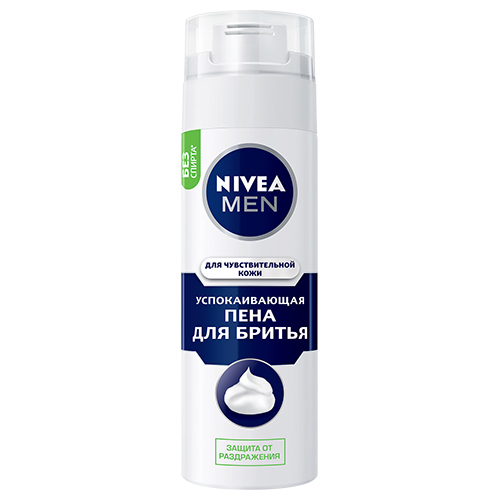 БЕЗ
СПИРТА*
NIVEA
MEN
ДЛЯ ЧУВСТВИТЕЛЬНОЙ
КОЖИ
УСПОКАИВАЮЩАЯ
ПЕНА
ДЛЯ БРИТЬЯ
ЗАЩИТА ОТ
РАЗДРАЖЕНИЯ